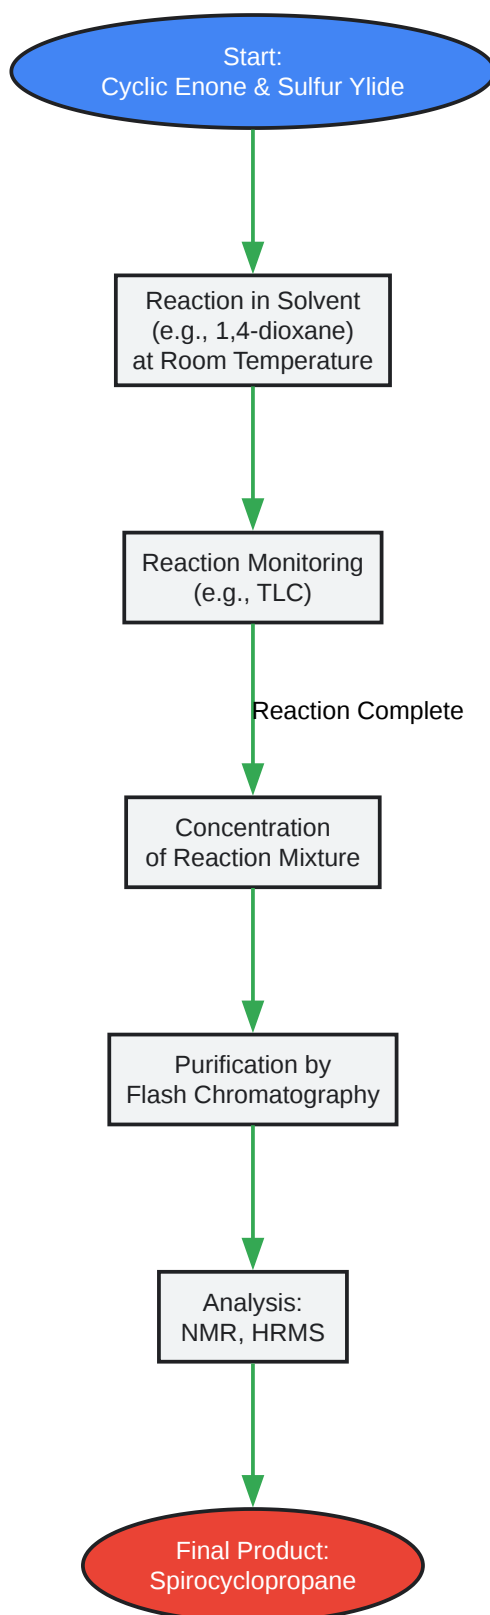 Start:
Cyclic Enone & Sulfur Ylide
Reaction in Solvent
(e.g., 1,4-dioxane)
at Room Temperature
Reaction Monitoring
(e.g., TLC)
Reaction Complete
Concentration
of Reaction Mixture
Purification by
Flash Chromatography
Analysis:
NMR, HRMS
Final Product:
Spirocyclopropane